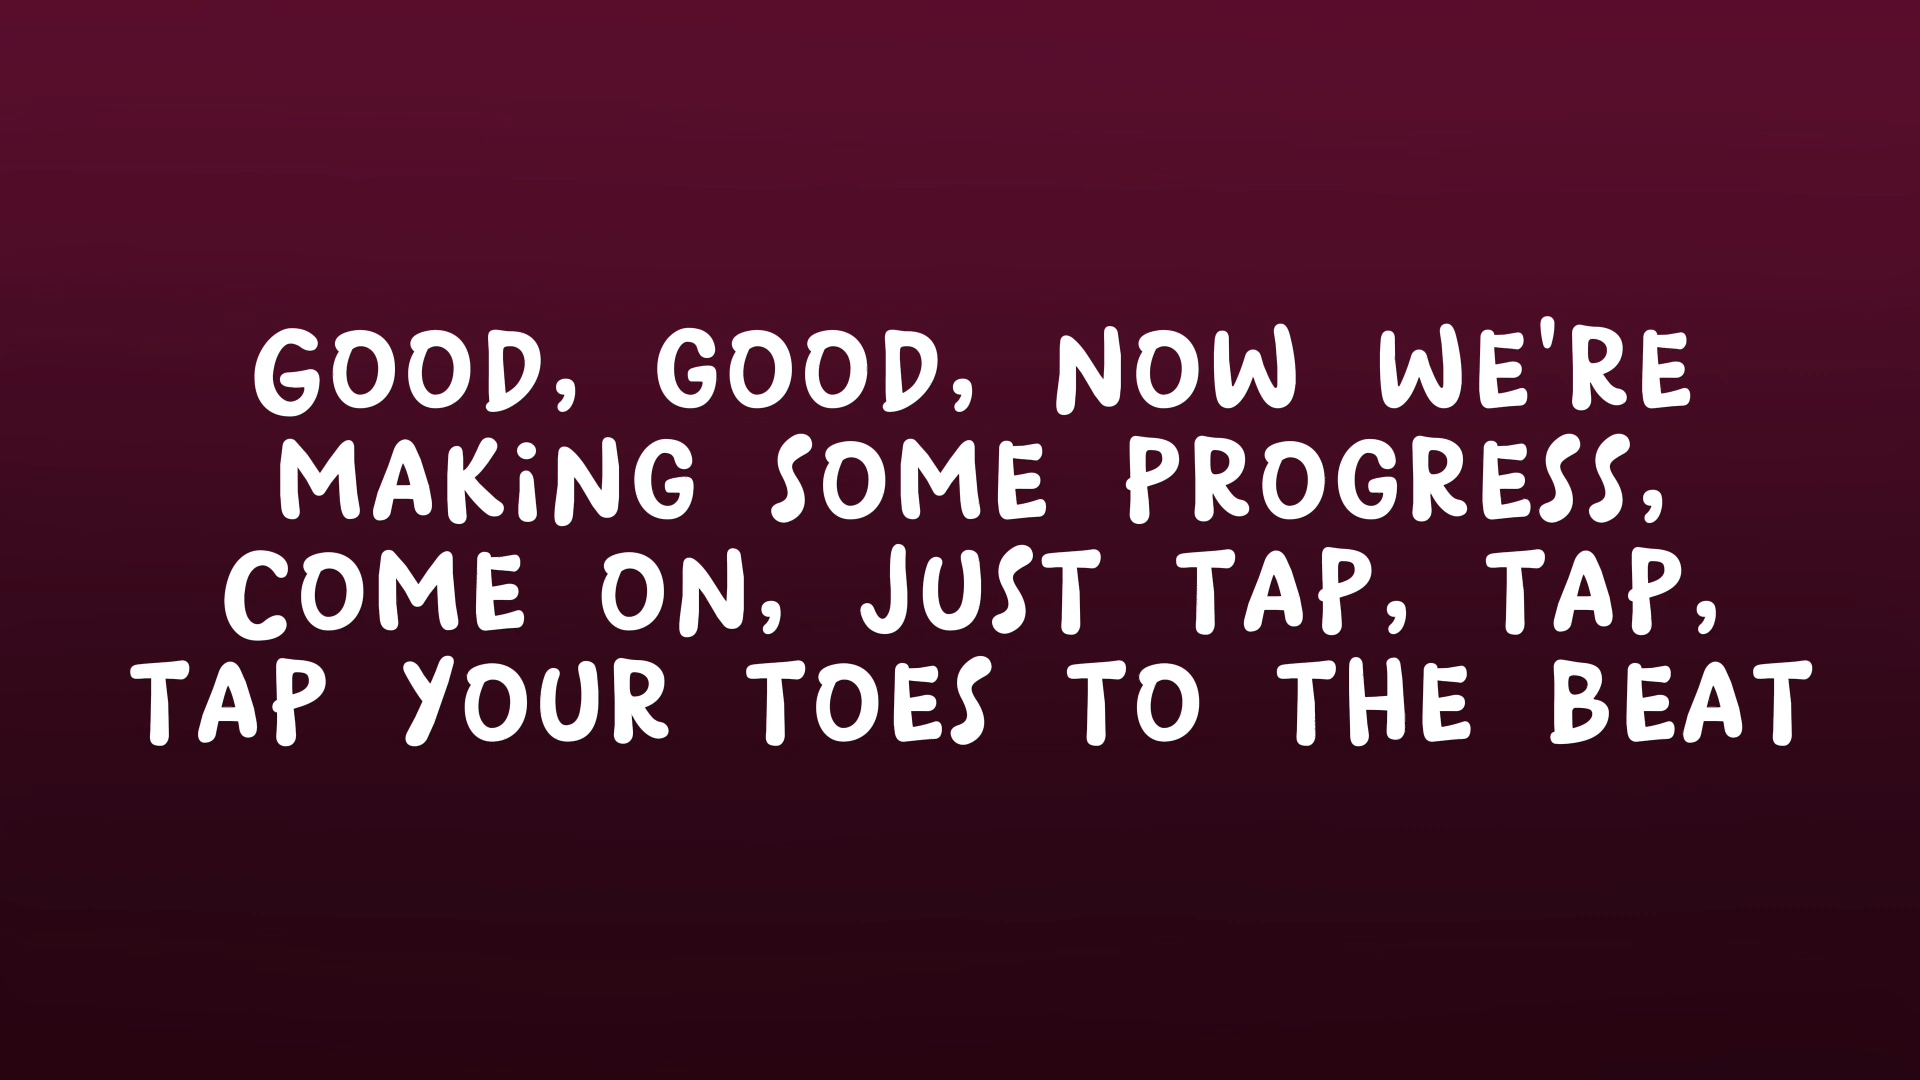 GOOD, GOOD, NOW WE'RE
MAKiNG SOME PROGRESS,
COME ON, JUST TAP, TAP,
TAP YOUR TOES TO THE BEAT